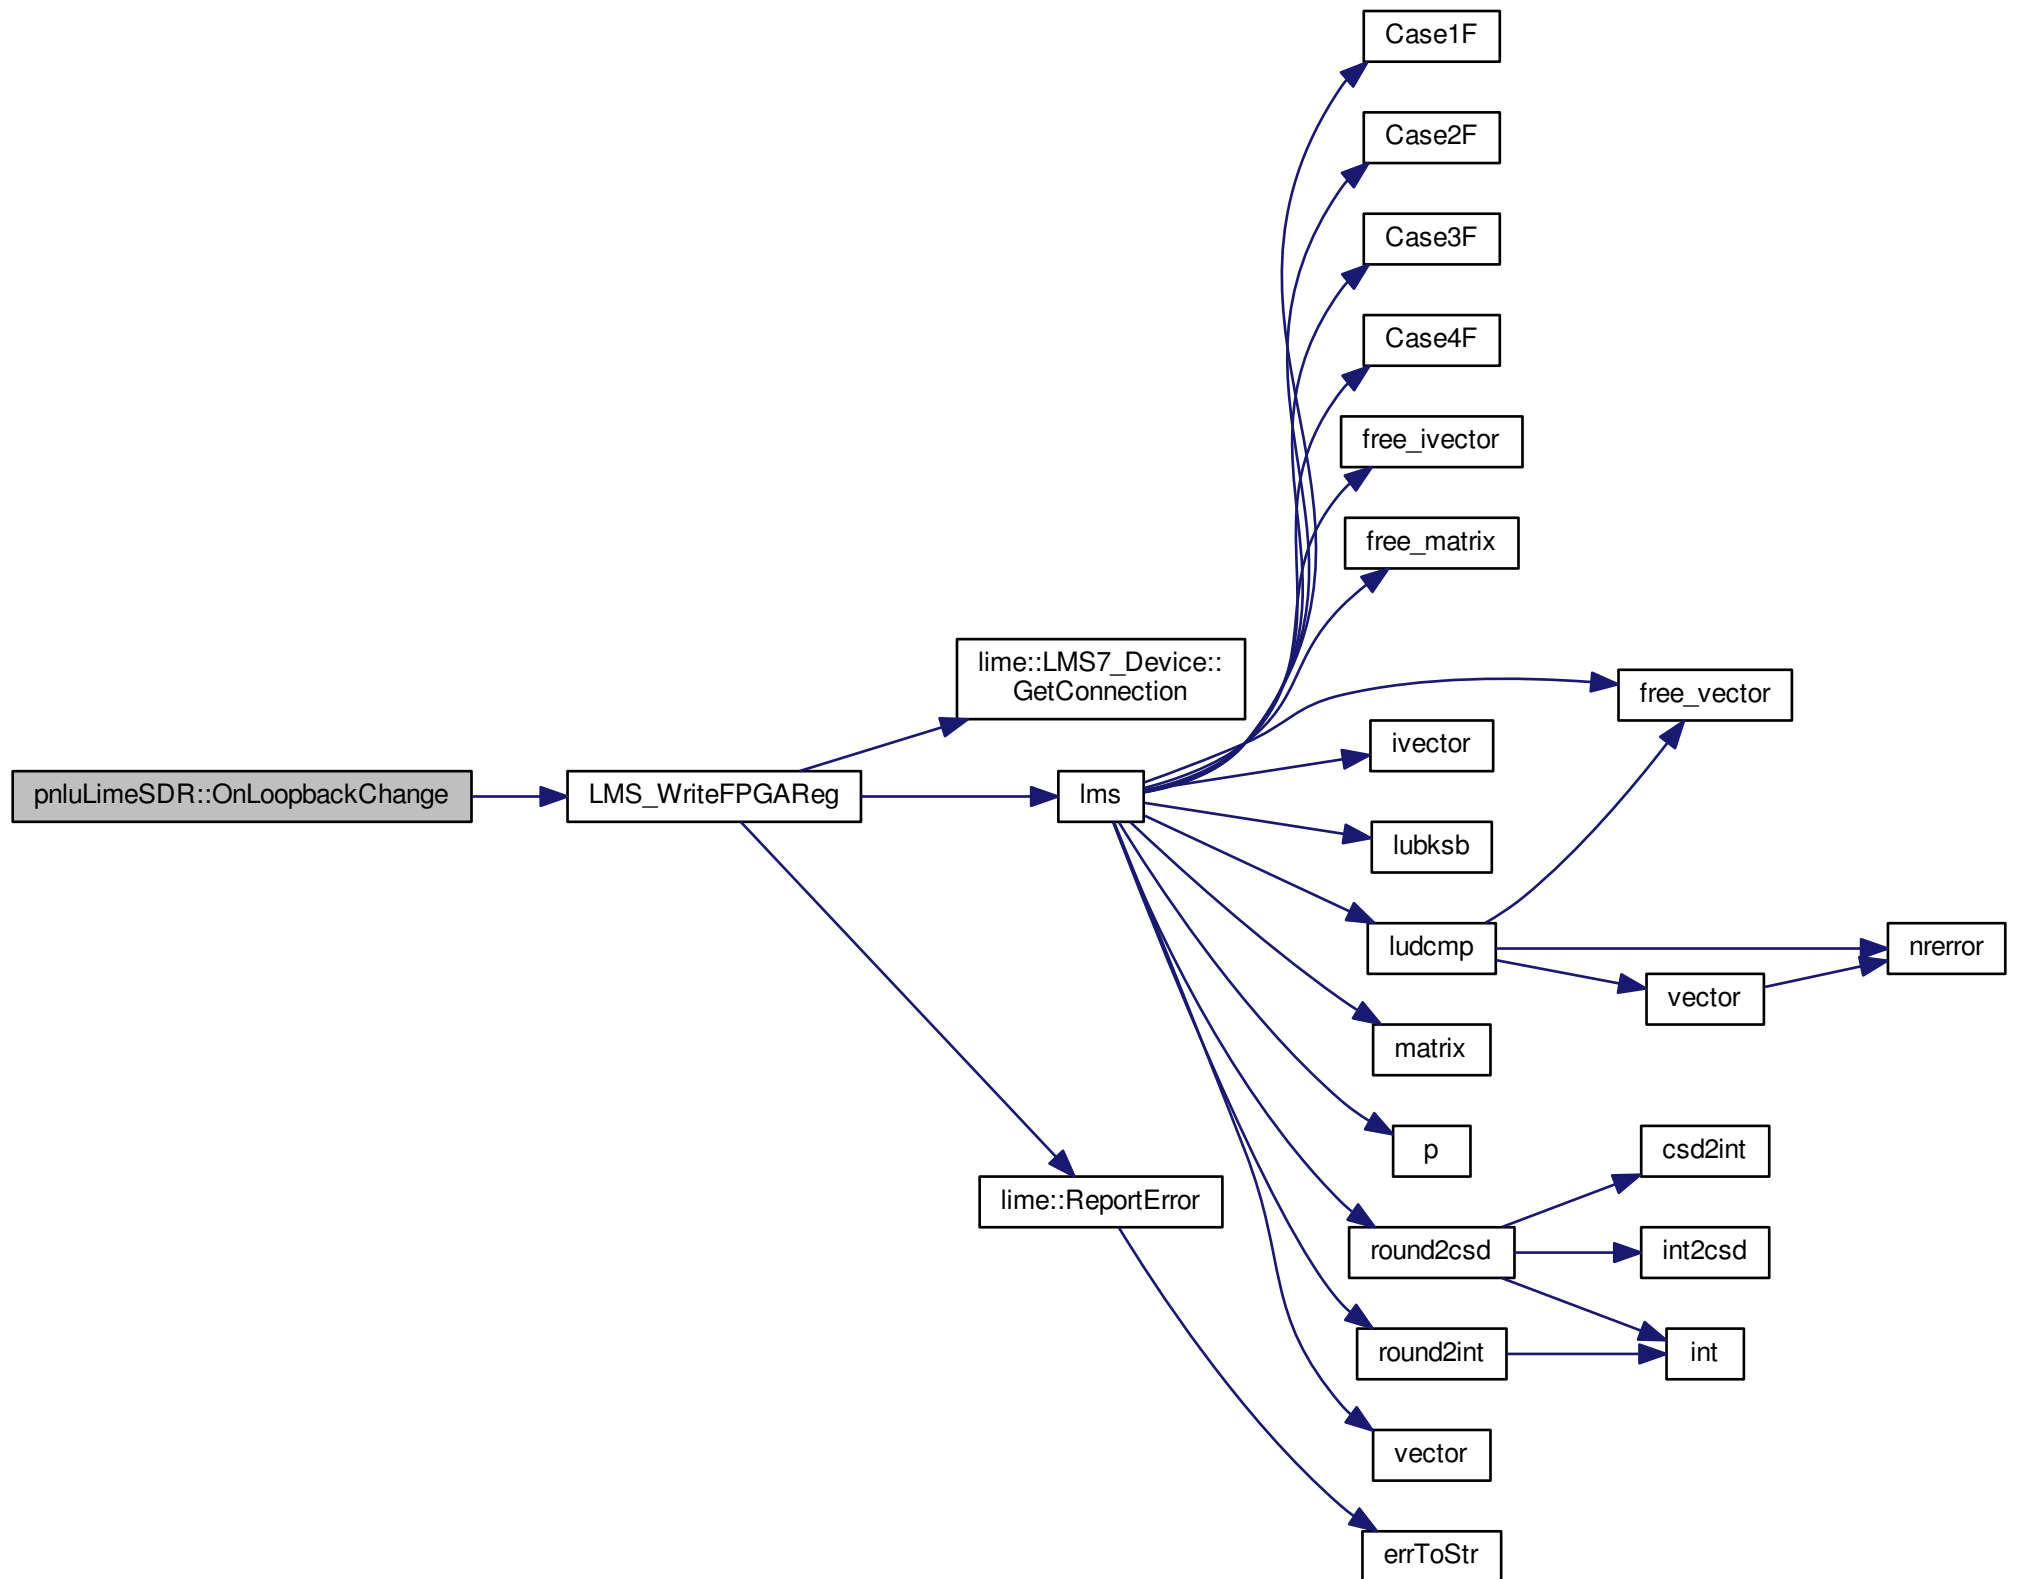 Case1F
Case2F
Case3F
Case4F
free_ivector
free_matrix
lime::LMS7_Device::
GetConnection
free_vector
ivector
pnluLimeSDR::OnLoopbackChange
LMS_WriteFPGAReg
lms
lubksb
ludcmp
nrerror
vector
matrix
p
csd2int
lime::ReportError
round2csd
int2csd
round2int
int
vector
errToStr